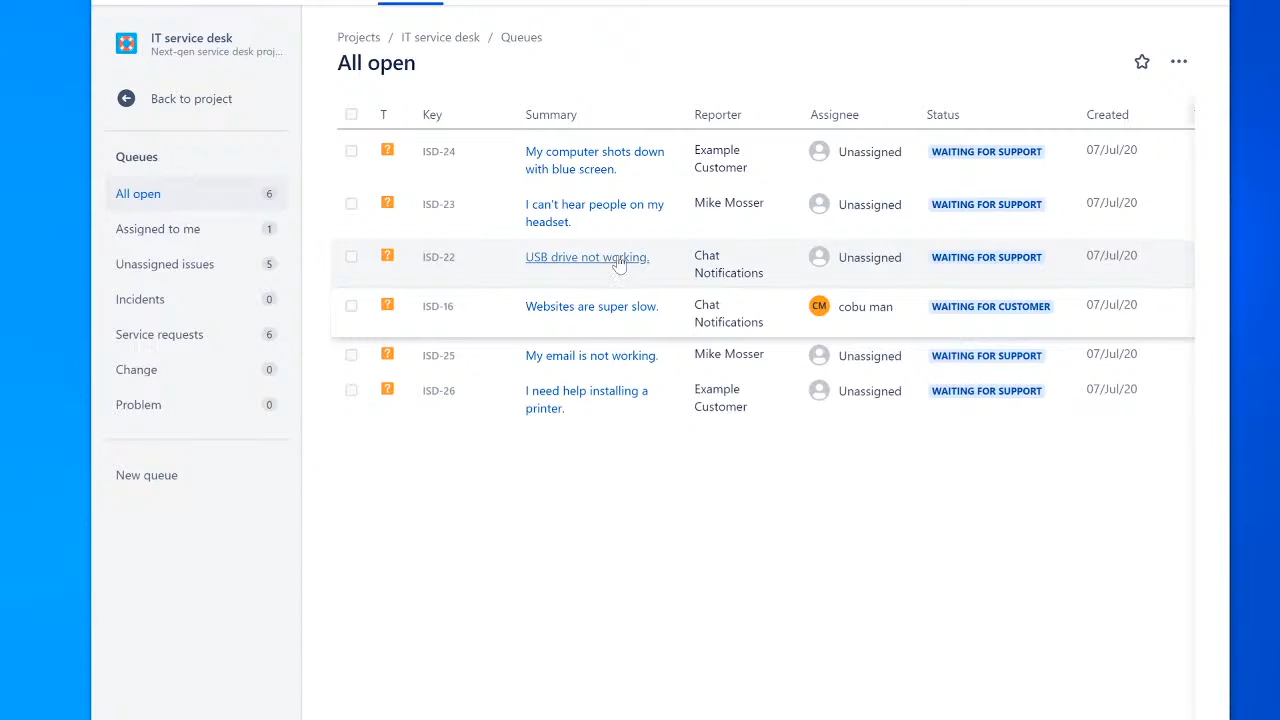 IT service desk
Next-gen service desk proj...
Back to project
Queues
All open 6
Assigned to me 1
Unassigned issues 5
Incidents 0
Service requests 6
Change 0
Problem 0
New queue
Projects / IT service desk / Queues
All open
T Key Summary Reporter Assignee Status Created
? ISD-24 My computer shots down with blue screen. Example Customer Unassigned WAITING FOR SUPPORT 07/Jul/20
? ISD-23 I can't hear people on my headset. Mike Mosser Unassigned WAITING FOR SUPPORT 07/Jul/20
? ISD-22 USB drive not working. Chat Notifications Unassigned WAITING FOR SUPPORT 07/Jul/20
? ISD-16 Websites are super slow. Chat Notifications CM cobu man WAITING FOR CUSTOMER 07/Jul/20
? ISD-25 My email is not working. Mike Mosser Unassigned WAITING FOR SUPPORT 07/Jul/20
? ISD-26 I need help installing a printer. Example Customer Unassigned WAITING FOR SUPPORT 07/Jul/20